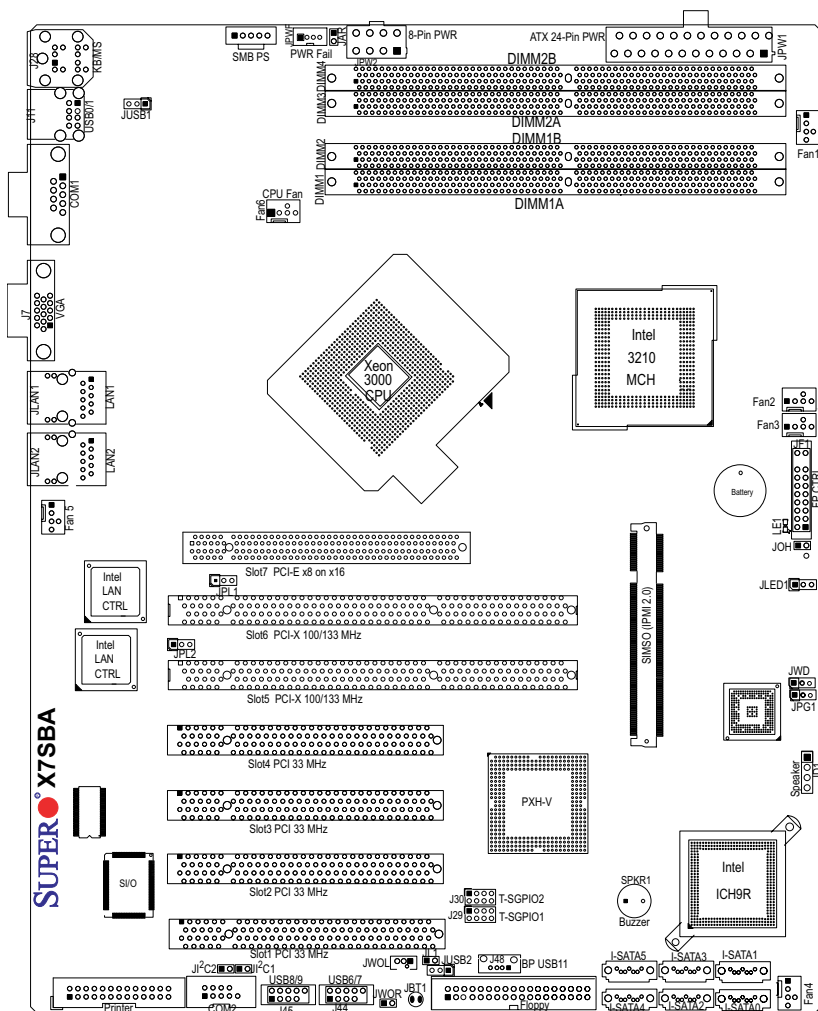 SMB PS
JPWF
PWR Fail
JAR
JPW2
8-Pin PWR
ATX 24-Pin PWR
JPW1
J28
KB/MS
J11
USB0/1
JUSB1
DIMM2B
DIMM4
DIMM3
DIMM2A
DIMM1B
DIMM2
DIMM1
DIMM1A
Fan1
COM1
CPU Fan
Fan6
J7
VGA
Xeon
3000
CPU
Intel
3210
MCH
JLAN1
LAN1
JLAN2
LAN2
Fan 5
Fan2
Fan3
JF1
FP CTRL
Battery
LE1
JOH
JLED1
Slot7 PCI-E x8 on x16
JPL1
Intel
LAN
CTRL
Slot6 PCI-X 100/133 MHz
JPL2
Intel
LAN
CTRL
Slot5 PCI-X 100/133 MHz
SIMSO (IPMI 2.0)
JWD
JPG1
Slot4 PCI 33 MHz
Speaker
JD1
PXH-V
Slot3 PCI 33 MHz
SUPER® X7SBA
SI/O
Slot2 PCI 33 MHz
J30
T-SGPIO2
J29
T-SGPIO1
SPKR1
Buzzer
Intel
ICH9R
Slot1 PCI 33 MHz
JI²C2
JI²C1
JWOL
JL1
JUSB2
J48
BP USB11
I-SATA5
I-SATA3
I-SATA1
Printer
COM2
USB8/9
J45
USB6/7
J44
JWOR
JBT1
Floppy
I-SATA4
I-SATA2
I-SATA0
Fan4